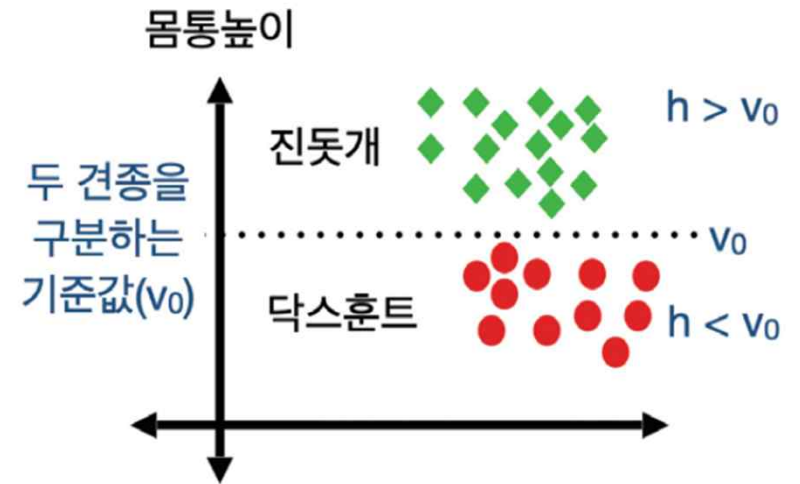 몸통높이
h > v₀
진돗개
두 견종을
구분하는
기준값(v₀)
v₀
닥스훈트
h < v₀